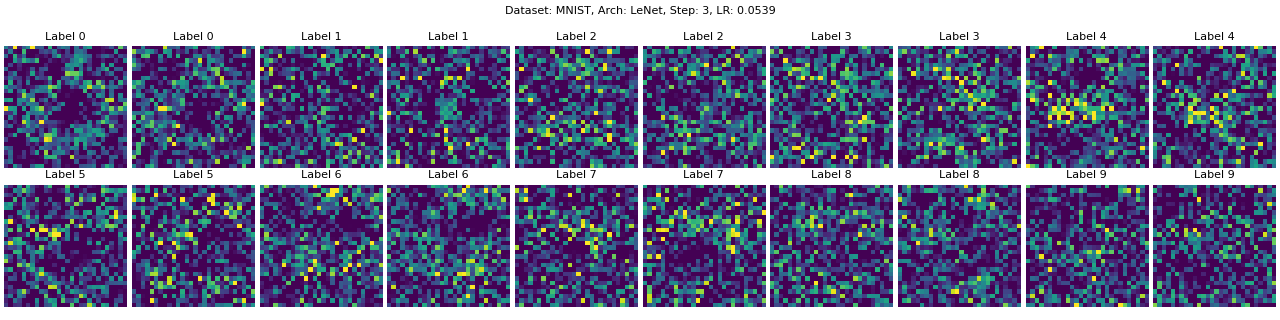 Dataset: MNIST, Arch: LeNet, Step: 3, LR: 0.0539
Label 0 Label 0 Label 1 Label 1 Label 2 Label 2 Label 3 Label 3 Label 4 Label 4
Label 5 Label 5 Label 6 Label 6 Label 7 Label 7 Label 8 Label 8 Label 9 Label 9